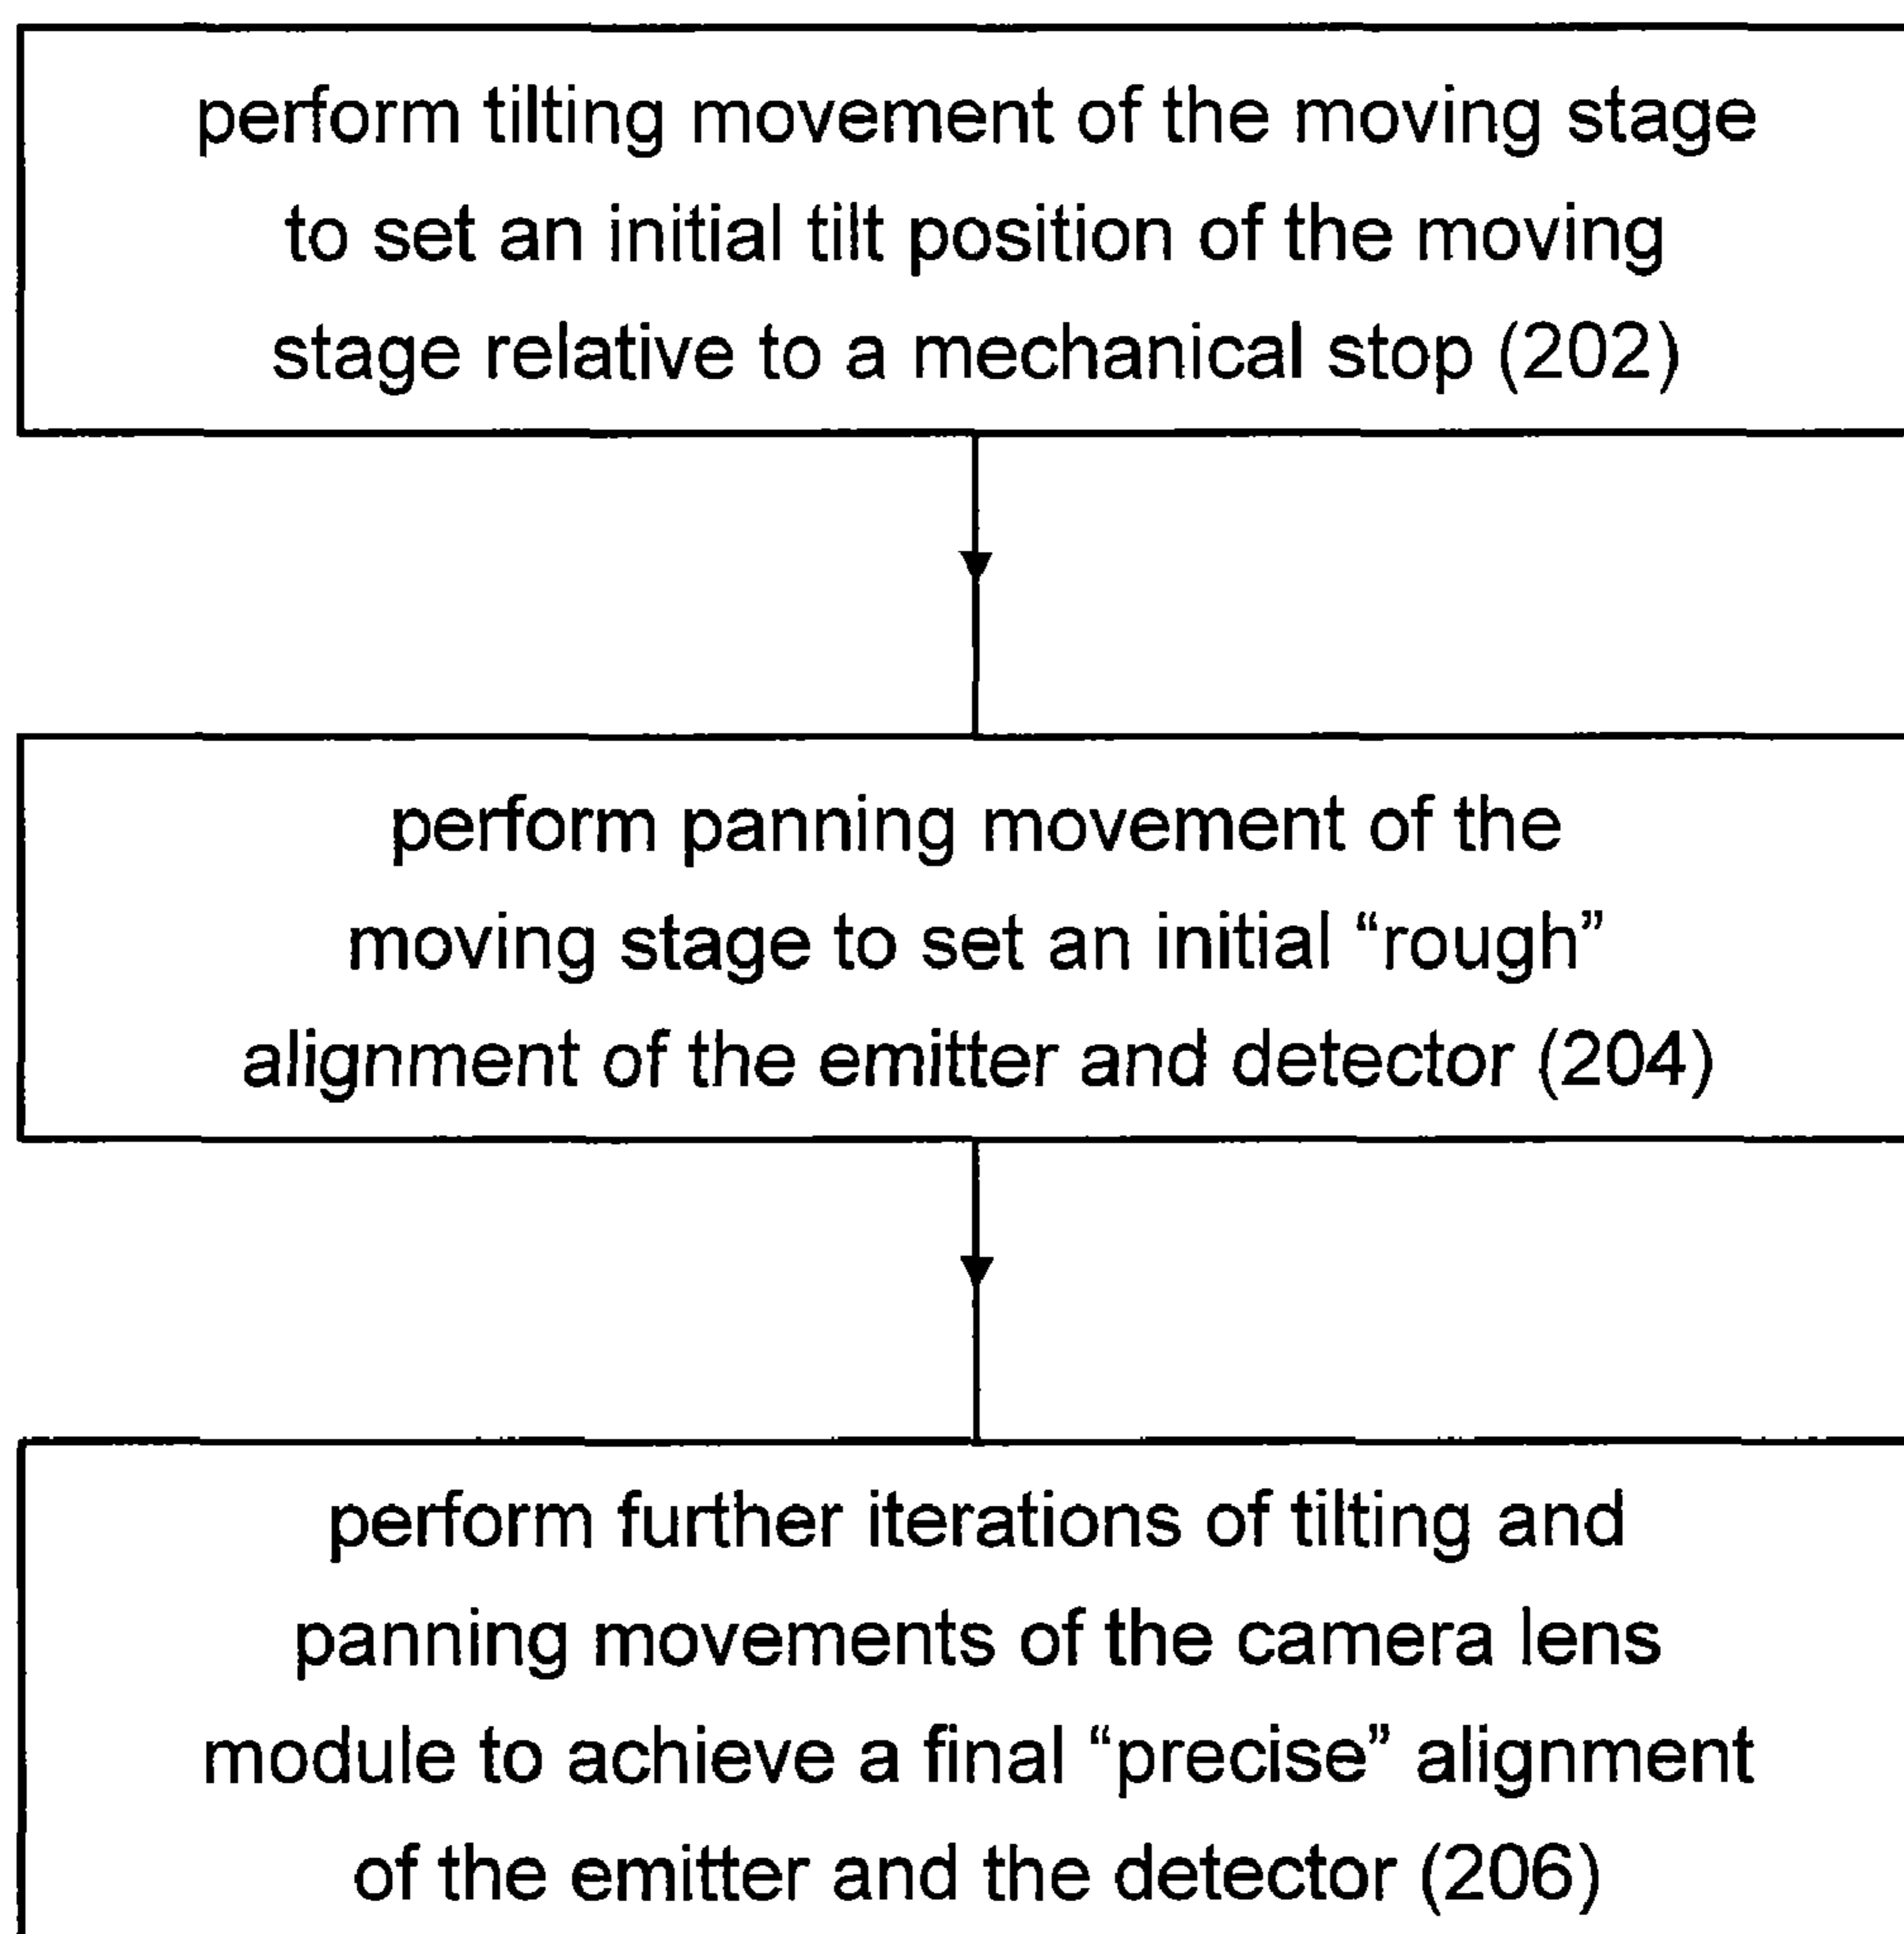 perform tilting movement of the moving stage
to set an initial tilt position of the moving
stage relative to a mechanical stop (202)
perform panning movement of the
moving stage to set an initial “rough”
alignment of the emitter and detector (204)
perform further iterations of tilting and
panning movements of the camera lens
module to achieve a final “precise” alignment
of the emitter and the detector (206)